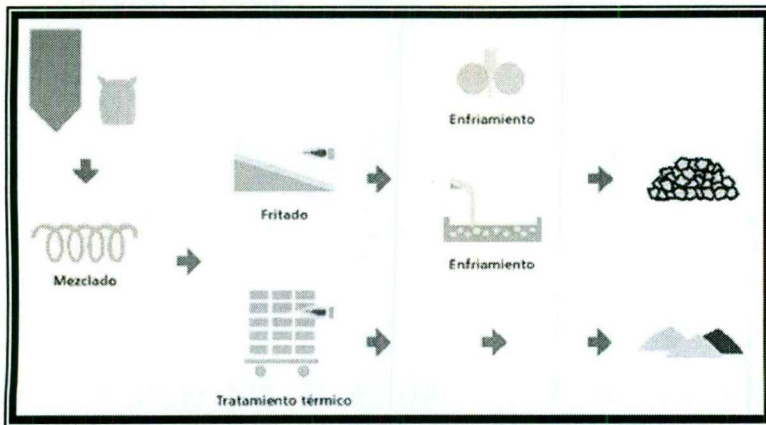 Enfriamiento
Fritado
Mezclado
Enfriamiento
Tratamiento térmico